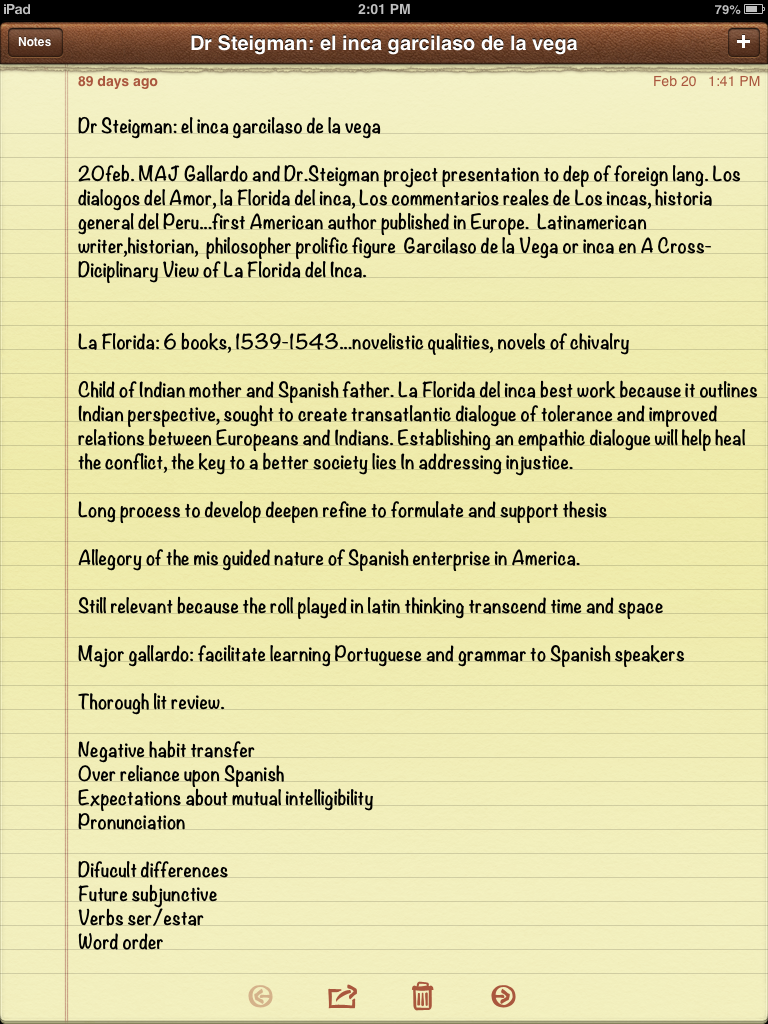 iPad 2:01 PM 79%
Notes Dr Steigman: el inca garcilaso de la vega +
89 days ago Feb 20 1:41 PM
Dr Steigman: el inca garcilaso de la vega
20feb. MAJ Gallardo and Dr.Steigman project presentation to dep of foreign lang. Los
dialogos del Amor, la Florida del inca, Los commentarios reales de Los incas, historia
general del Peru...first American author published in Europe.  Latinamerican
writer,historian,  philosopher prolific figure  Garcilaso de la Vega or inca en A Cross-
Diciplinary View of La Florida del Inca.
La Florida: 6 books, 1539-1543...novelistic qualities, novels of chivalry
Child of Indian mother and Spanish father. La Florida del inca best work because it outlines
Indian perspective, sought to create transatlantic dialogue of tolerance and improved
relations between Europeans and Indians. Establishing an empathic dialogue will help heal
the conflict, the key to a better society lies In addressing injustice.
Long process to develop deepen refine to formulate and support thesis
Allegory of the mis guided nature of Spanish enterprise in America.
Still relevant because the roll played in latin thinking transcend time and space
Major gallardo: facilitate learning Portuguese and grammar to Spanish speakers
Thorough lit review.
Negative habit transfer
Over reliance upon Spanish
Expectations about mutual intelligibility
Pronunciation
Difucult differences
Future subjunctive
Verbs ser/estar
Word order